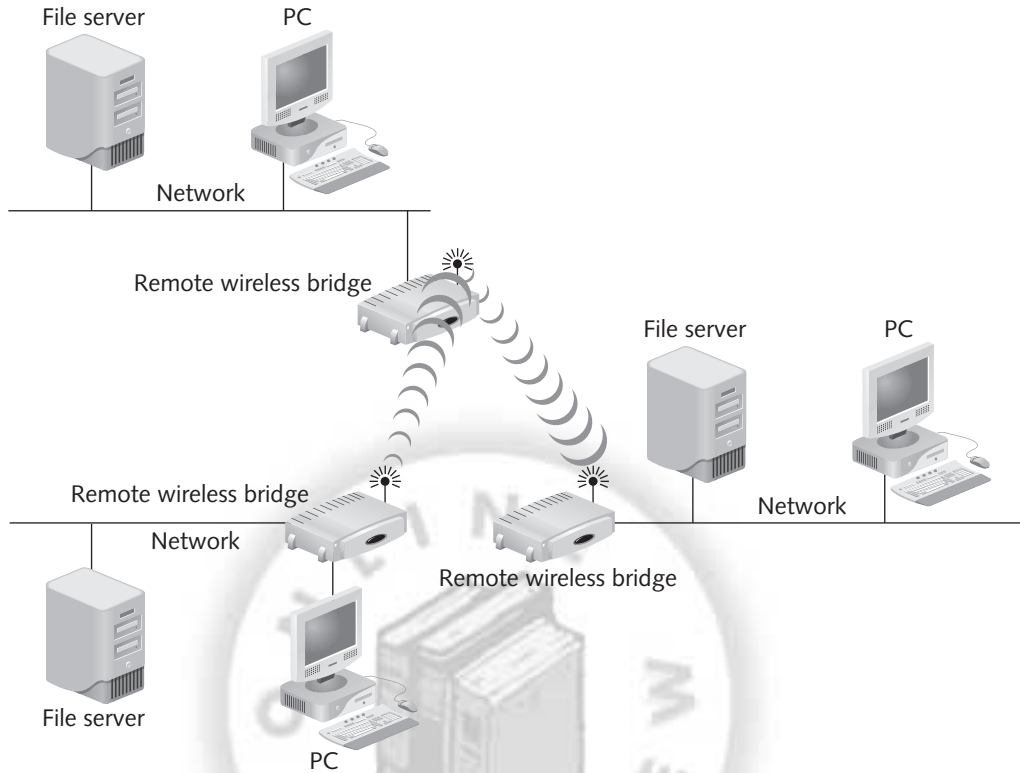 File server
PC
Network
Remote wireless bridge
File server
PC
Remote wireless bridge
Network
Network
Remote wireless bridge
File server
PC